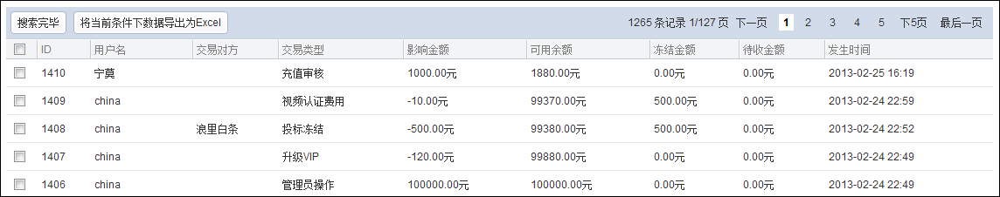 搜索完毕 将当前条件下数据导出为Excel 1265 条记录 1/127 页 下一页 1 2 3 4 5 下5页 最后一页
ID 用户名 交易对方 交易类型 影响金额 可用余额 冻结金额 待收金额 发生时间
1410 宁莫 充值审核 1000.00元 1880.00元 0.00元 0.00元 2013-02-25 16:19
1409 china 视频认证费用 -10.00元 99370.00元 500.00元 0.00元 2013-02-24 22:59
1408 china 浪里白条 投标冻结 -500.00元 99380.00元 500.00元 0.00元 2013-02-24 22:52
1407 china 升级VIP -120.00元 99880.00元 0.00元 0.00元 2013-02-24 22:49
1406 china 管理员操作 100000.00元 100000.00元 0.00元 0.00元 2013-02-24 22:49